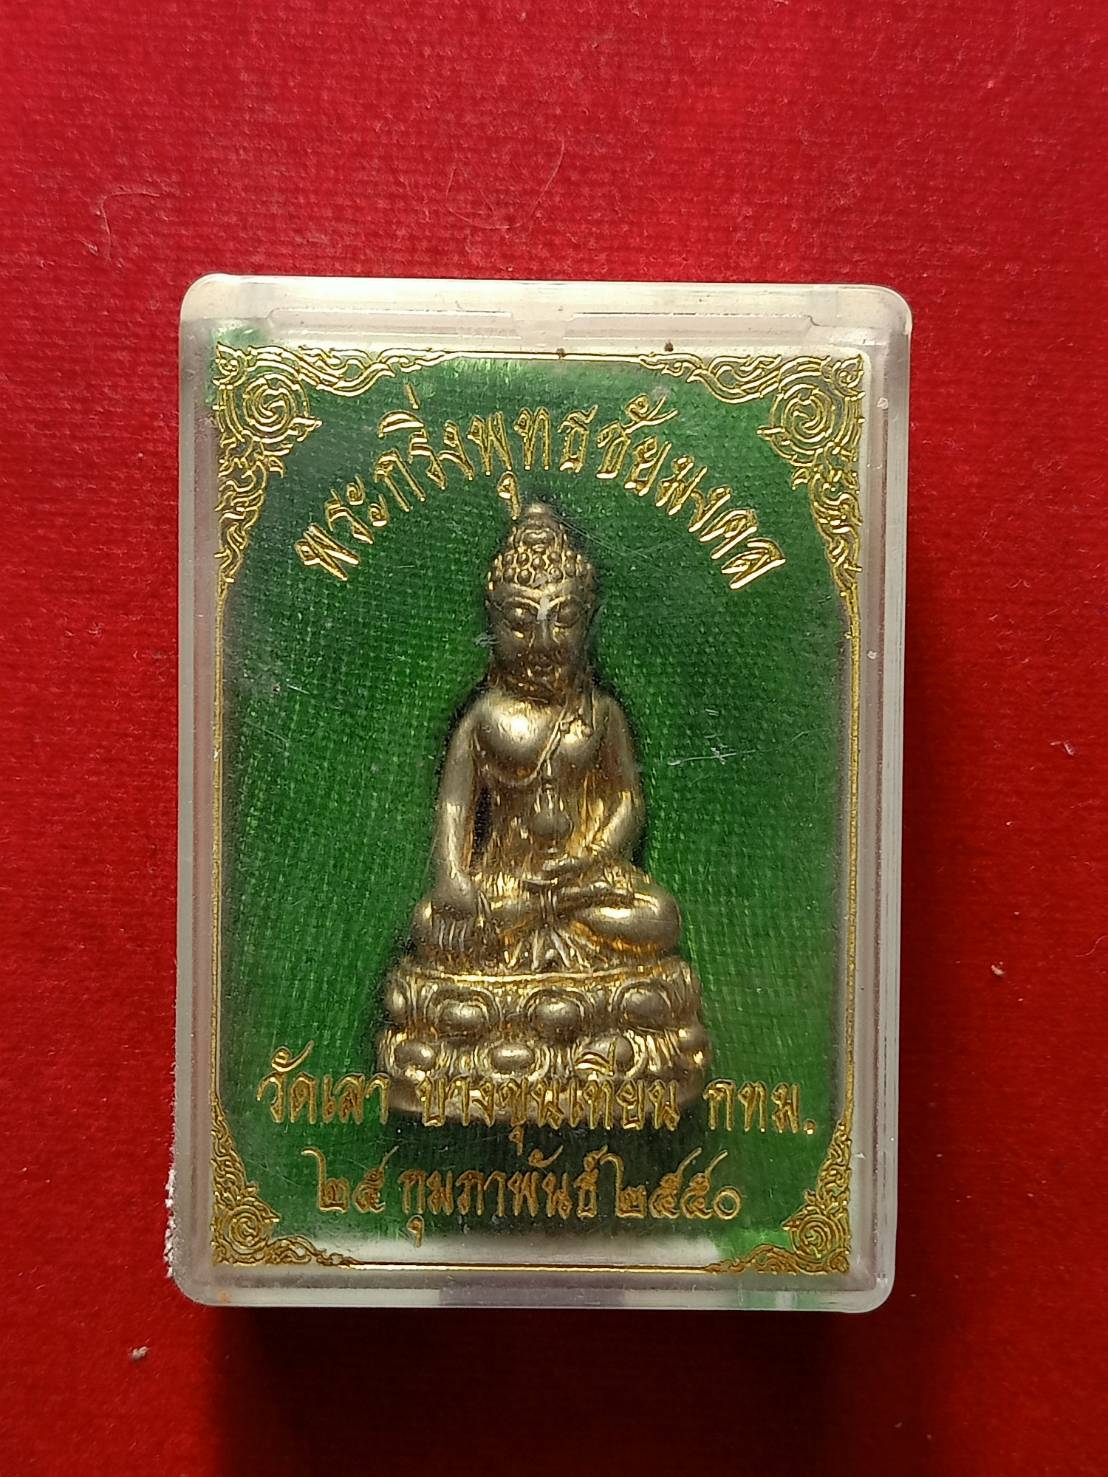 พระกริ่งพุทธชัยมงคล
วัดเลา บางขุนเทียน กทม.
๒๕ กุมภาพันธ์ ๒๕๕๐